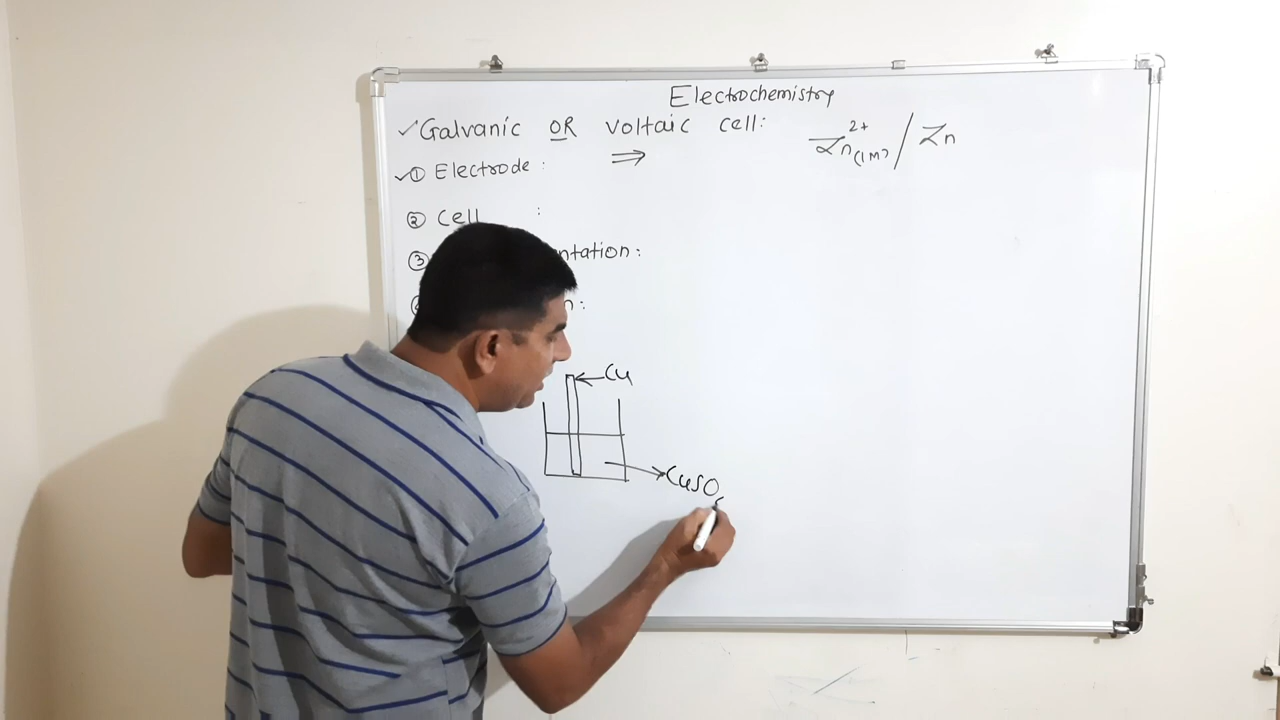 Electrochemistry
✓Galvanic OR voltaic cell: Zn²⁺(1M) / Zn
✓① Electrode : ⇒
② Cell :
③ ntation :
n :
←Cu
→CuSO